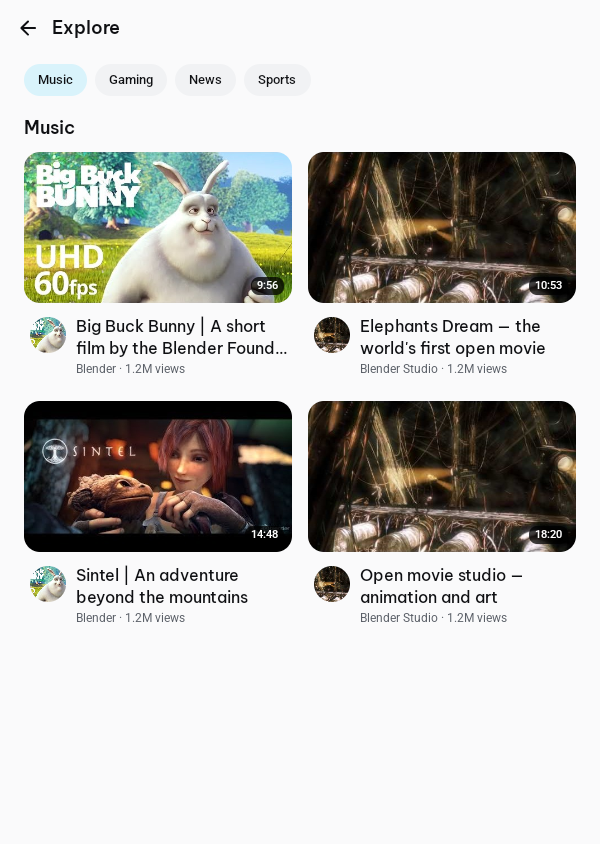 Explore
Music
Gaming
News
Sports
Music
Big Buck
BUNNY
UHD
60fps
9:56
10:53
Big Buck Bunny | A short
film by the Blender Found...
Blender · 1.2M views
Elephants Dream — the
world's first open movie
Blender Studio · 1.2M views
SINTEL
14:48
18:20
Sintel | An adventure
beyond the mountains
Blender · 1.2M views
Open movie studio —
animation and art
Blender Studio · 1.2M views